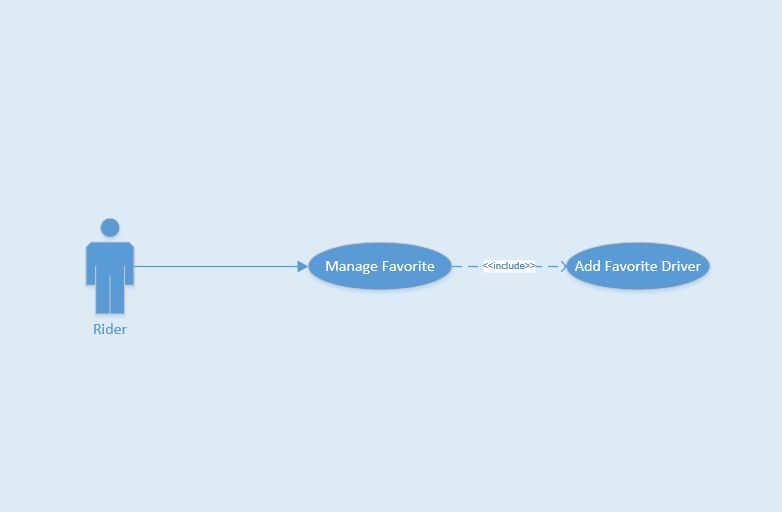 Manage Favorite
<<include>>
Add Favorite Driver
Rider